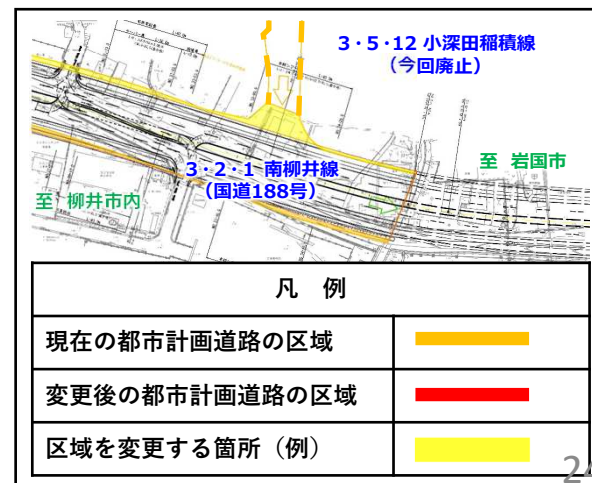 3・5・12 小深田稲積線
(今回廃止)
至 岩国市
3・2・1 南柳井線
(国道188号)
至 柳井市内
凡 例
現在の都市計画道路の区域
変更後の都市計画道路の区域
区域を変更する箇所(例)
24